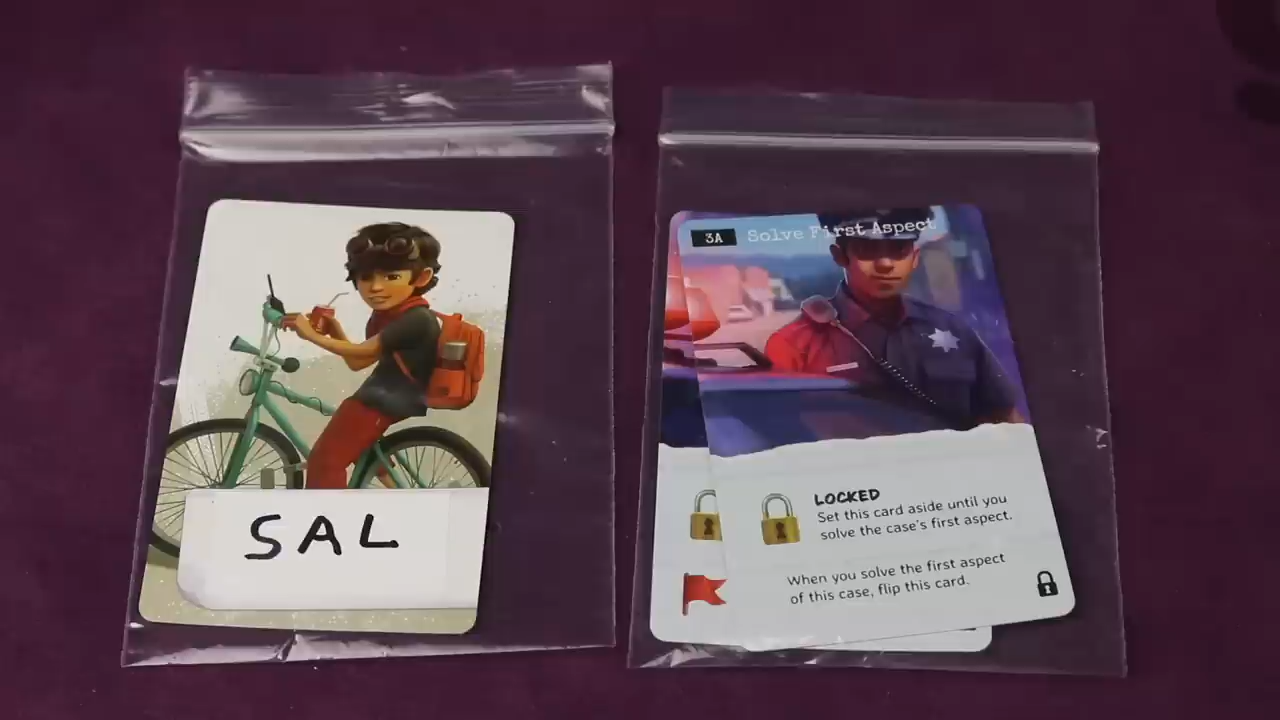 SAL
3A Solve First Aspect
LOCKED
Set this card aside until you
solve the case's first aspect.
When you solve the first aspect
of this case, flip this card.